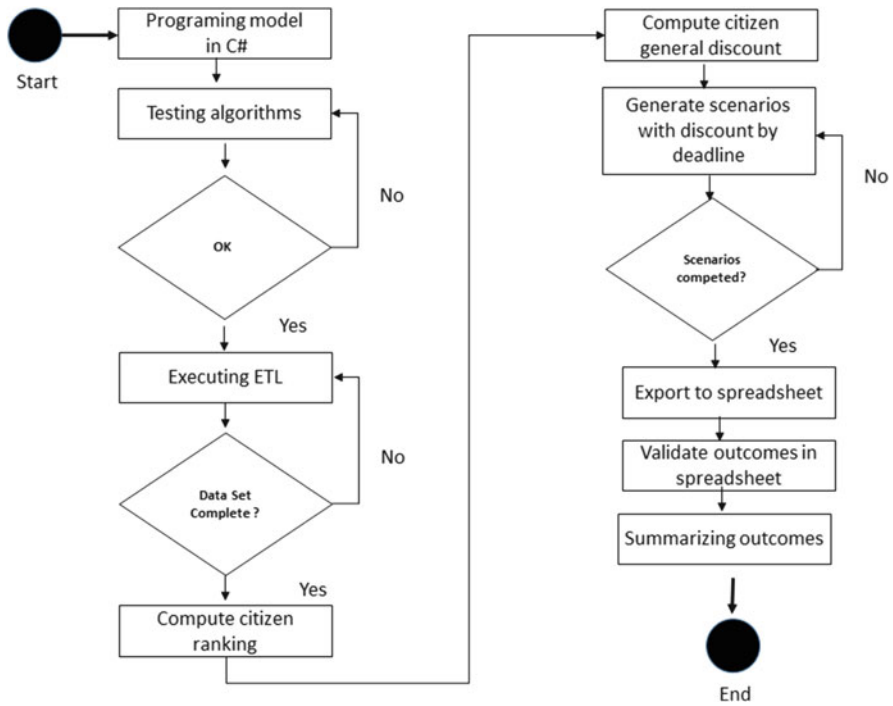 Start
Programing model
in C#
Testing algorithms
No
OK
Yes
Executing ETL
No
Data Set
Complete ?
Yes
Compute citizen
ranking
Compute citizen
general discount
Generate scenarios
with discount by
deadline
No
Scenarios
competed?
Yes
Export to spreadsheet
Validate outcomes in
spreadsheet
Summarizing outcomes
End